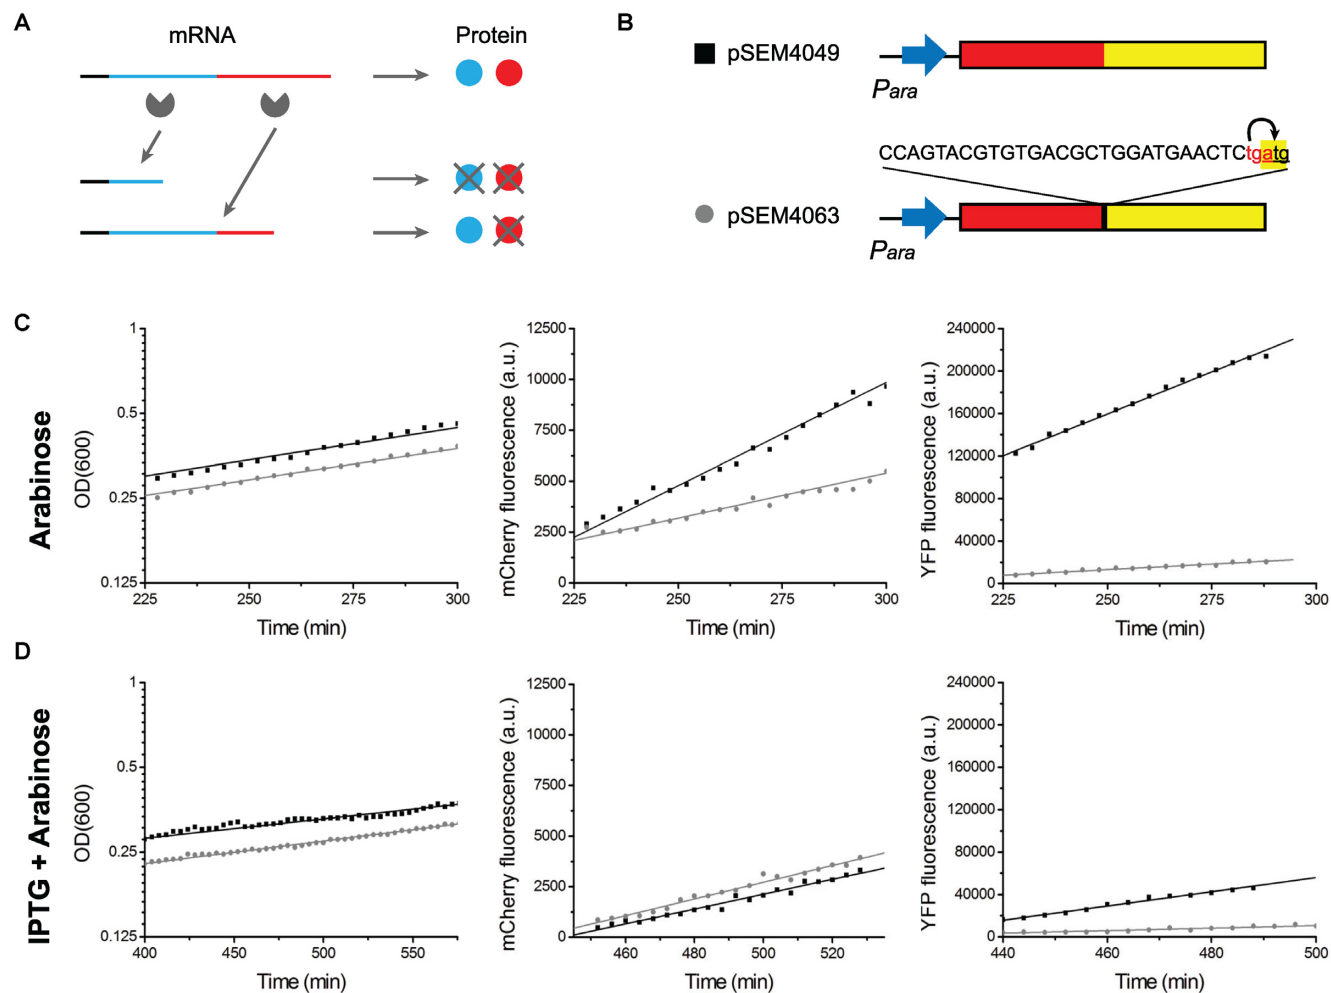 A
mRNA
Protein
B
pSEM4049
Para
CCAGTACGTGTGACGCTGGATGAACTCtgatg
pSEM4063
Para
C
Arabinose
OD(600)
1
0.5
0.25
0.125
225
250
275
300
Time (min)
mCherry fluorescence (a.u.)
12500
10000
7500
5000
2500
0
225
250
275
300
Time (min)
YFP fluorescence (a.u.)
240000
200000
160000
120000
80000
40000
0
225
250
275
300
Time (min)
D
IPTG + Arabinose
OD(600)
1
0.5
0.25
0.125
400
450
500
550
Time (min)
mCherry fluorescence (a.u.)
12500
10000
7500
5000
2500
0
460
480
500
520
Time (min)
YFP fluorescence (a.u.)
240000
200000
160000
120000
80000
40000
0
440
460
480
500
Time (min)